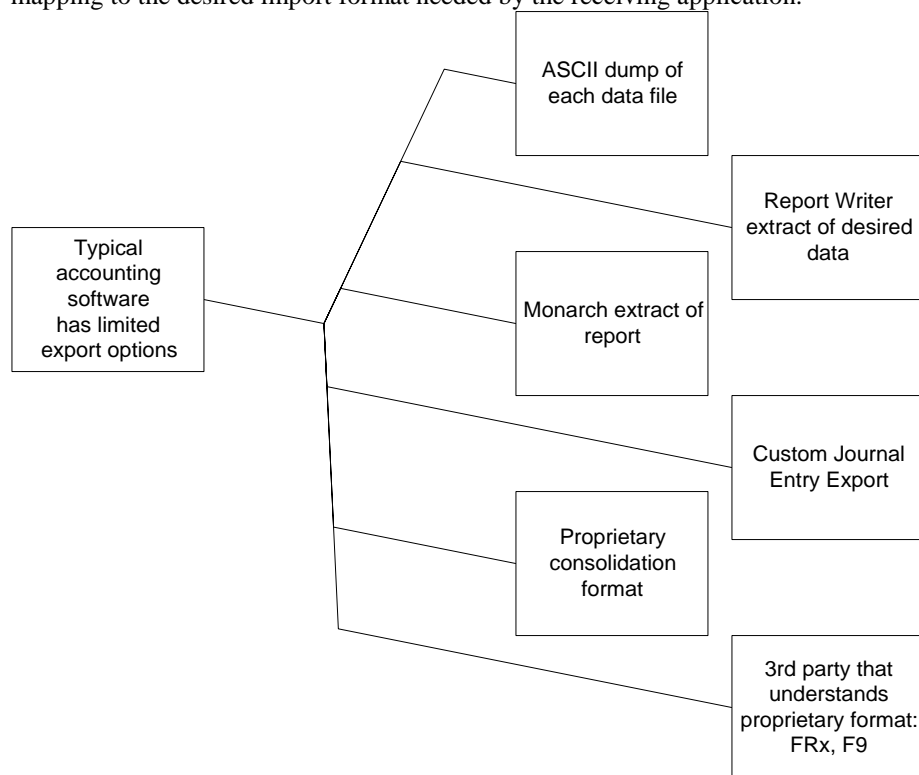 mapping to the desired import format needed by the receiving application.
ASCII dump of
each data file
Report Writer
extract of desired
data
Typical
accounting
software
has limited
export options
Monarch extract of
report
Custom Journal
Entry Export
Proprietary
consolidation
format
3rd party that
understands
proprietary format:
FRx, F9